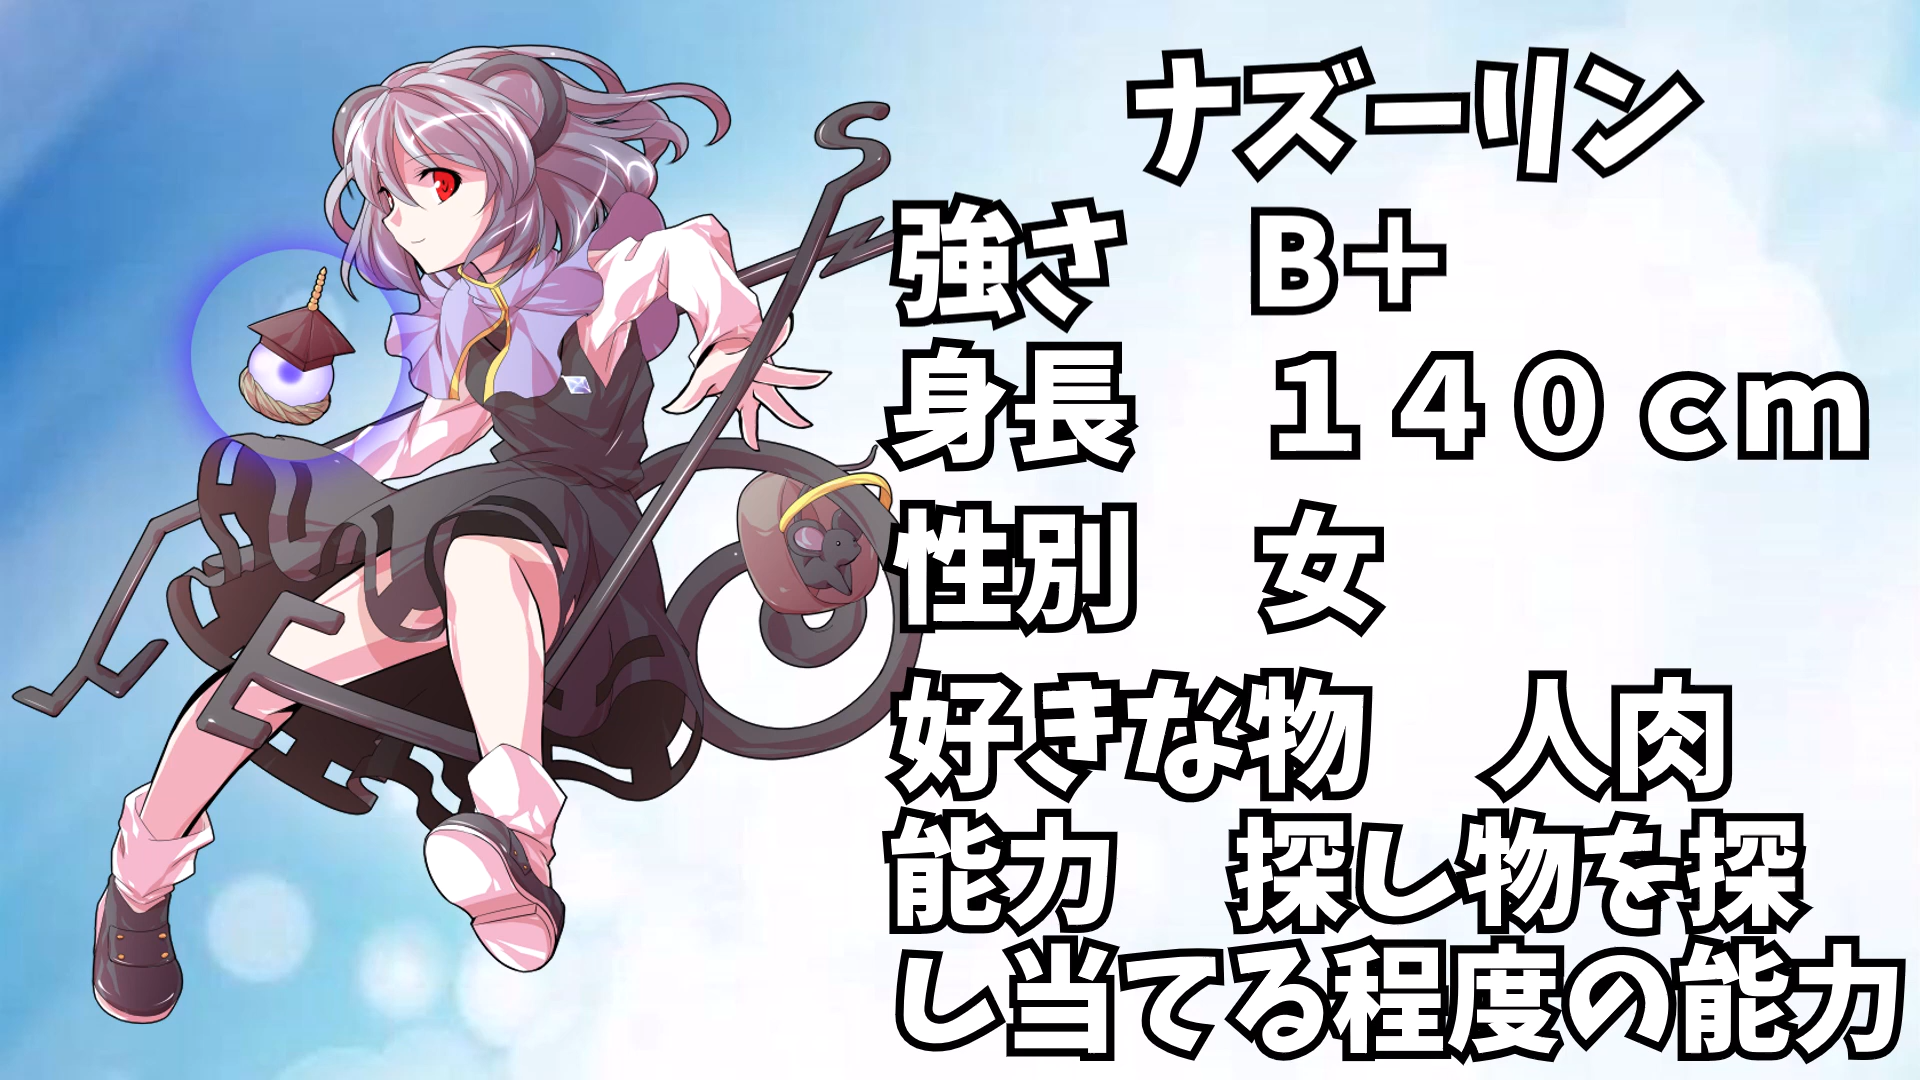 ナズーリン
強さ　B＋
身長　１４０ｃｍ
性別　女
好きな物　人肉
能力　探し物を探
し当てる程度の能力